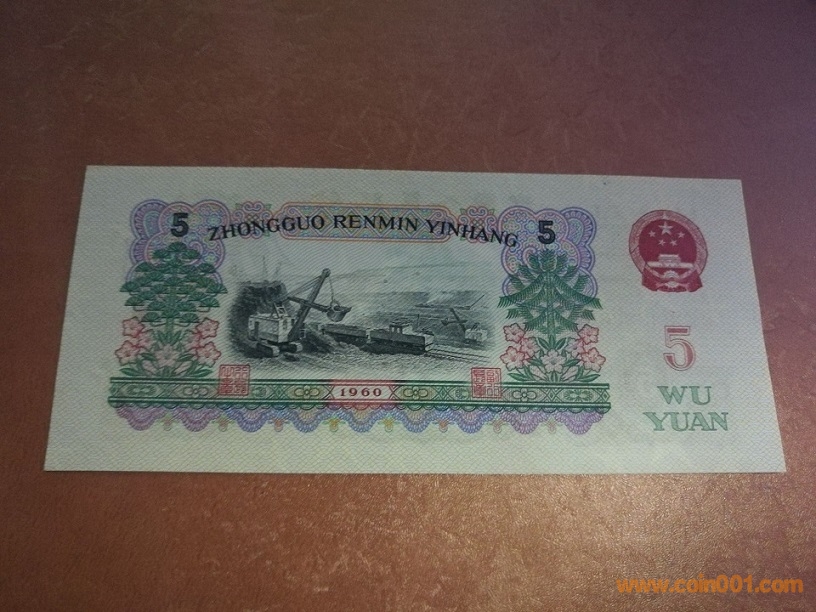 5 ZHONGGUO RENMIN YINHANG 5
5
WU
YUAN
1960
www.coin001.com